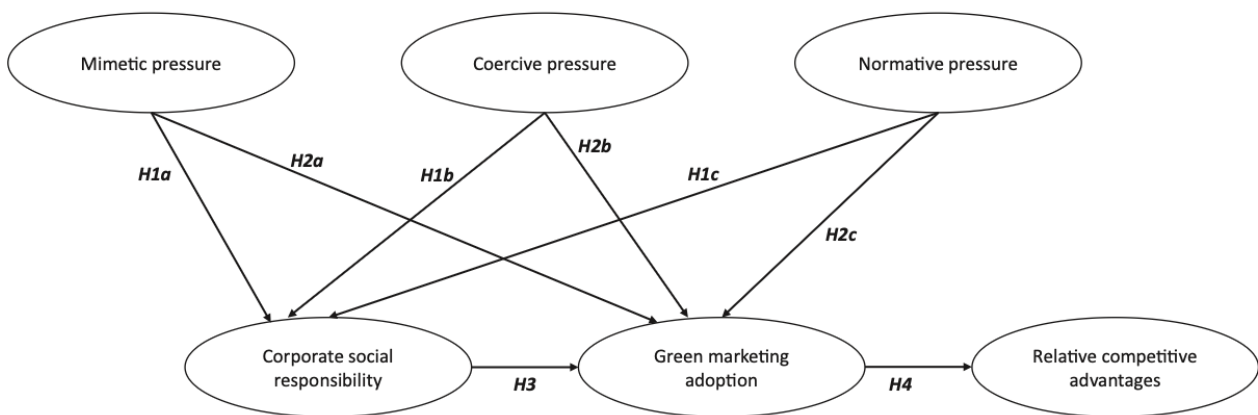 Mimetic pressure
Coercive pressure
Normative pressure
H1a
H2a
H1b
H2b
H1c
H2c
Corporate social
responsibility
H3
Green marketing
adoption
H4
Relative competitive
advantages